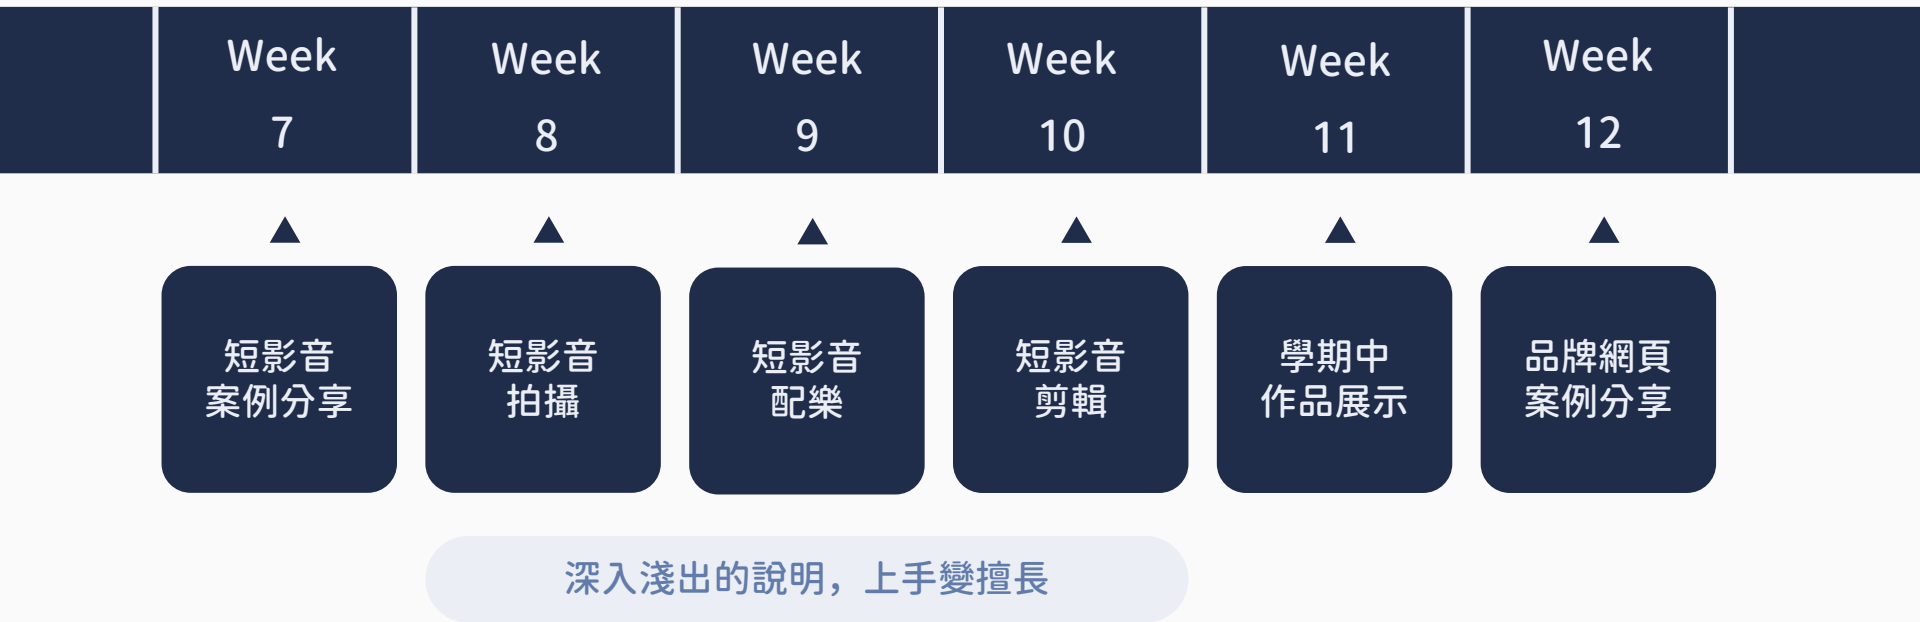 Week
7
Week
8
Week
9
Week
10
Week
11
Week
12
短影音
案例分享
短影音
拍攝
短影音
配樂
短影音
剪輯
學期中
作品展示
品牌網頁
案例分享
深入淺出的說明，上手變擅長